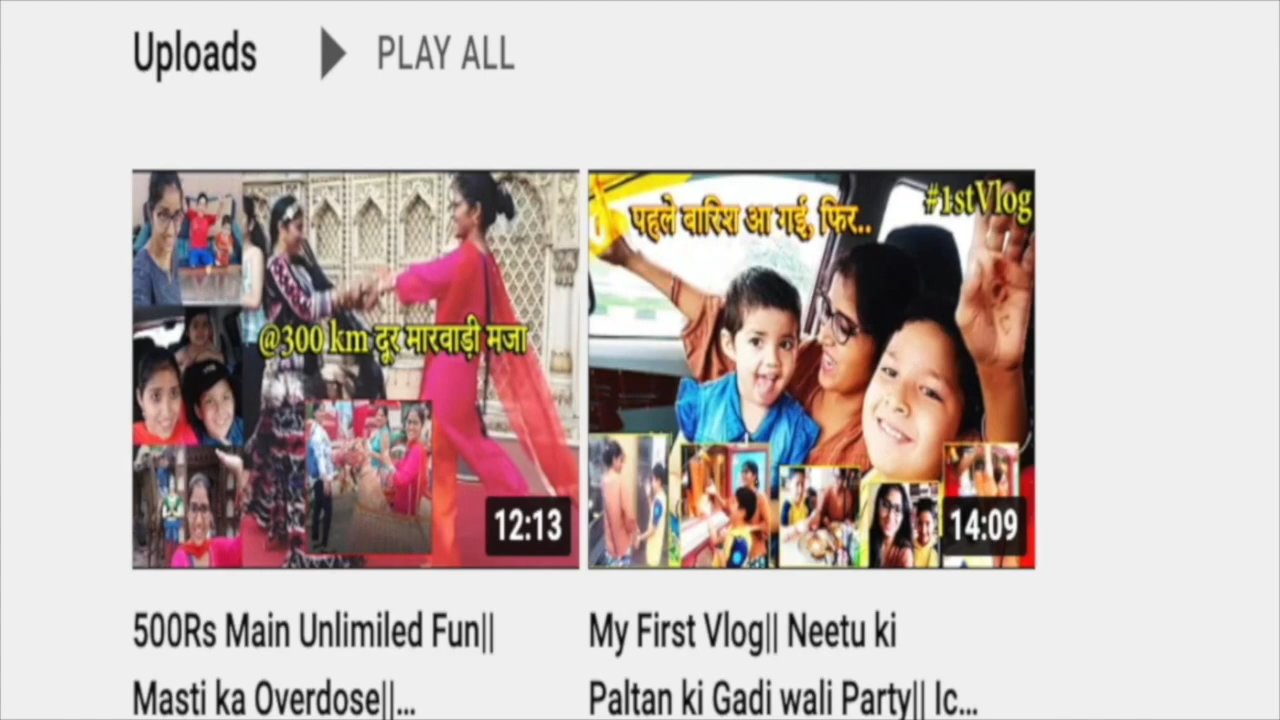 Uploads PLAY ALL
पहले बारिश आ गई, फिर..
#1stVlog
@300 km दूर मारवाड़ी मजा
12:13
14:09
500Rs Main Unlimiled Fun||
Masti ka Overdose||...
My First Vlog|| Neetu ki
Paltan ki Gadi wali Party|| Ic...